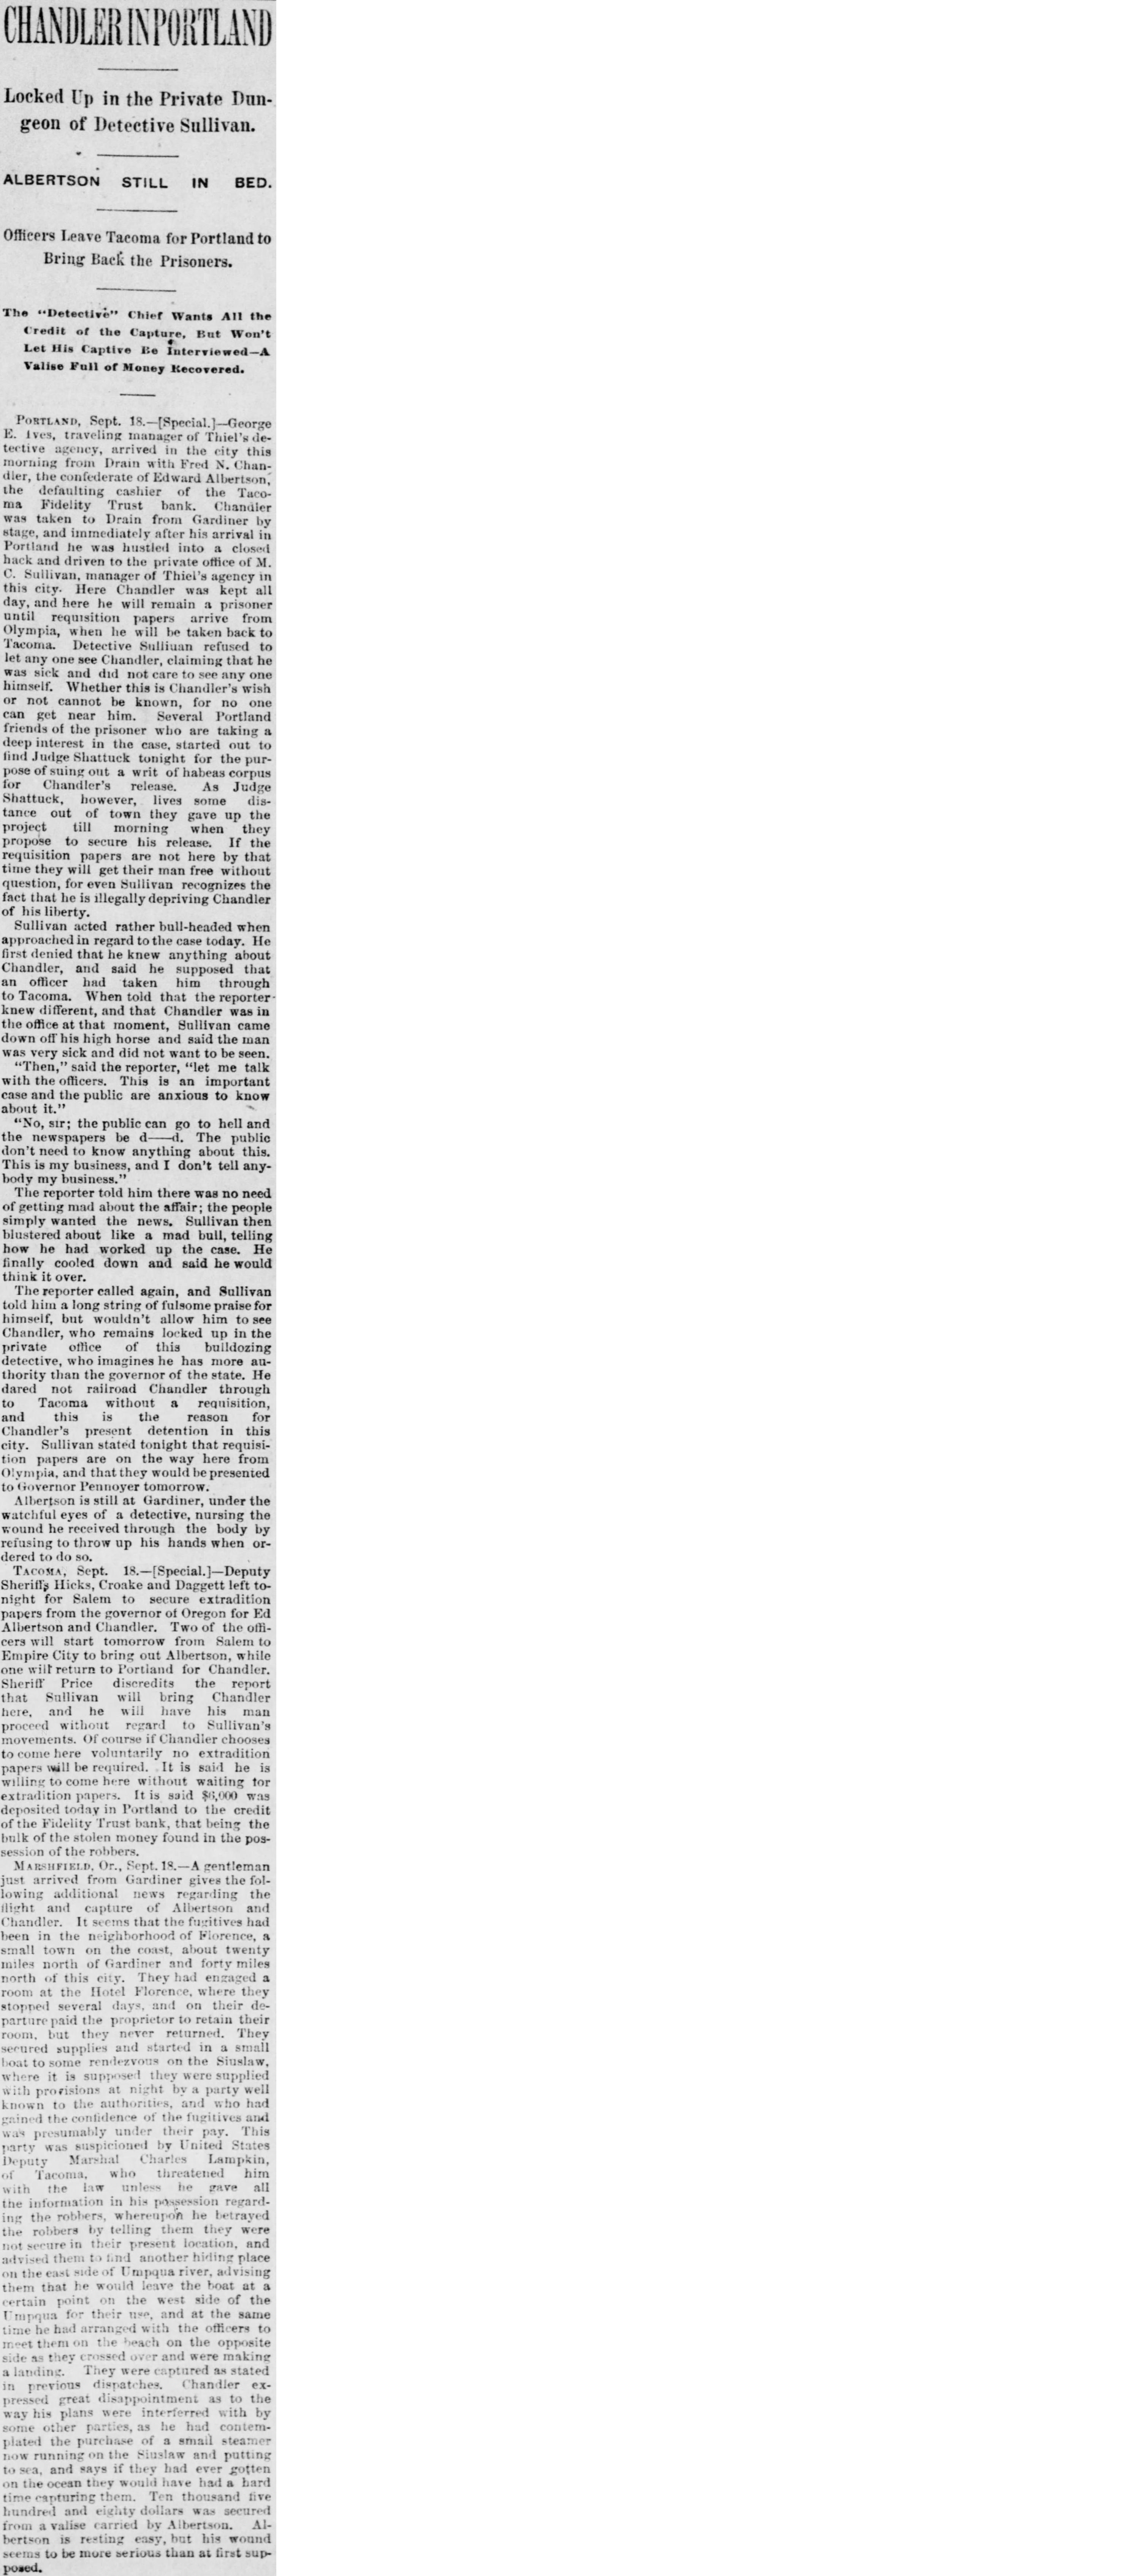 CHANDLER IN PORTLAND
Locked Up in the Private Dun-
geon of Detective Sullivan.
ALBERTSON STILL IN BED.
Officers Leave Tacoma for Portland to
Bring Back the Prisoners.
The "Detective" Chief Wants All the
Credit of the Capture, But Won't
Let His Captive Be Interviewed—A
Valise Full of Money Recovered.
PORTLAND, Sept. 18.—[Special.]—George
E. Ives, traveling manager of Thiel's de-
tective agency, arrived in the city this
morning from Drain with Fred N. Chan-
dler, the confederate of Edward Albertson,
the defaulting cashier of the Taco-
ma Fidelity Trust bank. Chandler
was taken to Drain from Gardiner by
stage, and immediately after his arrival in
Portland he was hustled into a closed
hack and driven to the private office of M.
C. Sullivan, manager of Thiel's agency in
this city. Here Chandler was kept all
day, and here he will remain a prisoner
until requisition papers arrive from
Olympia, when he will be taken back to
Tacoma. Detective Sulliuan refused to
let any one see Chandler, claiming that he
was sick and did not care to see any one
himself. Whether this is Chandler's wish
or not cannot be known, for no one
can get near him. Several Portland
friends of the prisoner who are taking a
deep interest in the case, started out to
find Judge Shattuck tonight for the pur-
pose of suing out a writ of habeas corpus
for Chandler's release. As Judge
Shattuck, however, lives some dis-
tance out of town they gave up the
project till morning when they
propose to secure his release. If the
requisition papers are not here by that
time they will get their man free without
question, for even Sullivan recognizes the
fact that he is illegally depriving Chandler
of his liberty.
Sullivan acted rather bull-headed when
approached in regard to the case today. He
first denied that he knew anything about
Chandler, and said he supposed that
an officer had taken him through
to Tacoma. When told that the reporter
knew different, and that Chandler was in
the office at that moment, Sullivan came
down off his high horse and said the man
was very sick and did not want to be seen.
"Then," said the reporter, "let me talk
with the officers. This is an important
case and the public are anxious to know
about it."
"No, sir; the public can go to hell and
the newspapers be d——d. The public
don't need to know anything about this.
This is my business, and I don't tell any-
body my business."
The reporter told him there was no need
of getting mad about the affair; the people
simply wanted the news. Sullivan then
blustered about like a mad bull, telling
how he had worked up the case. He
finally cooled down and said he would
think it over.
The reporter called again, and Sullivan
told him a long string of fulsome praise for
himself, but wouldn't allow him to see
Chandler, who remains locked up in the
private office of this bulldozing
detective, who imagines he has more au-
thority than the governor of the state. He
dared not railroad Chandler through
to Tacoma without a requisition,
and this is the reason for
Chandler's present detention in this
city. Sullivan stated tonight that requisi-
tion papers are on the way here from
Olympia, and that they would be presented
to Governor Pennoyer tomorrow.
Albertson is still at Gardiner, under the
watchful eyes of a detective, nursing the
wound he received through the body by
refusing to throw up his hands when or-
dered to do so.
TACOMA, Sept. 18.—[Special.]—Deputy
Sheriffs Hicks, Croake and Daggett left to-
night for Salem to secure extradition
papers from the governor of Oregon for Ed
Albertson and Chandler. Two of the offi-
cers will start tomorrow from Salem to
Empire City to bring out Albertson, while
one will return to Portland for Chandler.
Sheriff Price discredits the report
that Sullivan will bring Chandler
here, and he will have his man
proceed without regard to Sullivan's
movements. Of course if Chandler chooses
to come here voluntarily no extradition
papers will be required. It is said he is
willing to come here without waiting for
extradition papers. It is said $6,000 was
deposited today in Portland to the credit
of the Fidelity Trust bank, that being the
bulk of the stolen money found in the pos-
session of the robbers.
MARSHFIELD, Or., Sept. 18.—A gentleman
just arrived from Gardiner gives the fol-
lowing additional news regarding the
flight and capture of Albertson and
Chandler. It seems that the fugitives had
been in the neighborhood of Florence, a
small town on the coast, about twenty
miles north of Gardiner and forty miles
north of this city. They had engaged a
room at the Hotel Florence, where they
stopped several days, and on their de-
parture paid the proprietor to retain their
room, but they never returned. They
secured supplies and started in a small
boat to some rendezvous on the Siuslaw,
where it is supposed they were supplied
with provisions at night by a party well
known to the authorities, and who had
gained the confidence of the fugitives and
was presumably under their pay. This
party was suspicioned by United States
Deputy Marshal Charles Lampkin,
of Tacoma, who threatened him
with the law unless he gave all
the information in his possession regard-
ing the robbers, whereupon he betrayed
the robbers by telling them they were
not secure in their present location, and
advised them to find another hiding place
on the east side of Umpqua river, advising
them that he would leave the boat at a
certain point on the west side of the
Umpqua for their use, and at the same
time he had arranged with the officers to
meet them on the beach on the opposite
side as they crossed over and were making
a landing. They were captured as stated
in previous dispatches. Chandler ex-
pressed great disappointment as to the
way his plans were interferred with by
some other parties, as he had contem-
plated the purchase of a small steamer
now running on the Siuslaw and putting
to sea, and says if they had ever gotten
on the ocean they would have had a hard
time capturing them. Ten thousand five
hundred and eighty dollars was secured
from a valise carried by Albertson. Al-
bertson is resting easy, but his wound
seems to be more serious than at first sup-
posed.